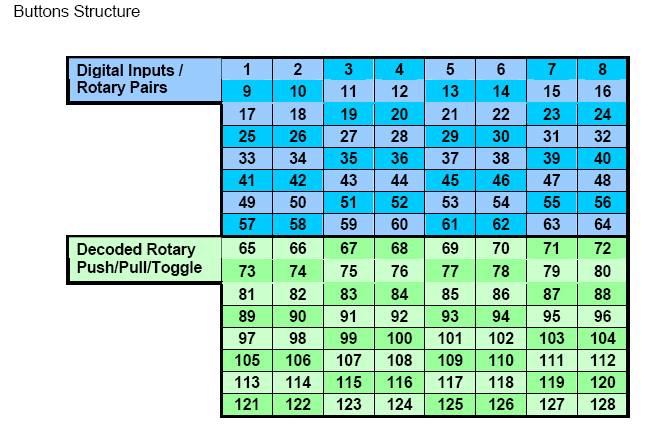 Buttons Structure
Digital Inputs / 1 2 3 4 5 6 7 8
Rotary Pairs 9 10 11 12 13 14 15 16
17 18 19 20 21 22 23 24
25 26 27 28 29 30 31 32
33 34 35 36 37 38 39 40
41 42 43 44 45 46 47 48
49 50 51 52 53 54 55 56
57 58 59 60 61 62 63 64
Decoded Rotary 65 66 67 68 69 70 71 72
Push/Pull/Toggle 73 74 75 76 77 78 79 80
81 82 83 84 85 86 87 88
89 90 91 92 93 94 95 96
97 98 99 100 101 102 103 104
105 106 107 108 109 110 111 112
113 114 115 116 117 118 119 120
121 122 123 124 125 126 127 128